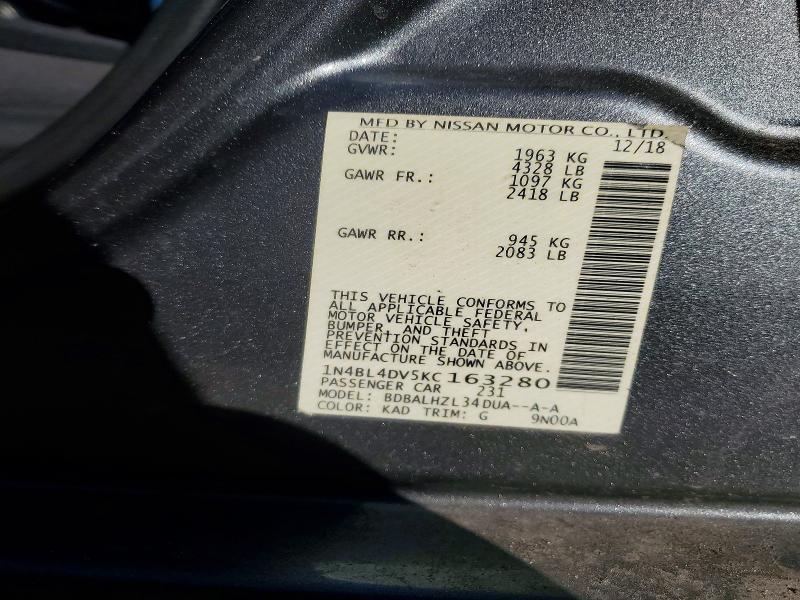 MFD BY NISSAN MOTOR CO., LTD.
DATE: 12/18
GVWR: 1963 KG
4328 LB
GAWR FR.: 1097 KG
2418 LB
GAWR RR.: 945 KG
2083 LB
THIS VEHICLE CONFORMS TO
ALL APPLICABLE FEDERAL
MOTOR VEHICLE SAFETY,
BUMPER, AND THEFT
PREVENTION STANDARDS IN
EFFECT ON THE DATE OF
MANUFACTURE SHOWN ABOVE.
1N4BL4DV5KC163280
PASSENGER CAR 231
MODEL: BDBALHZL34DUA--A-A
COLOR: KAD TRIM: G 9N00A